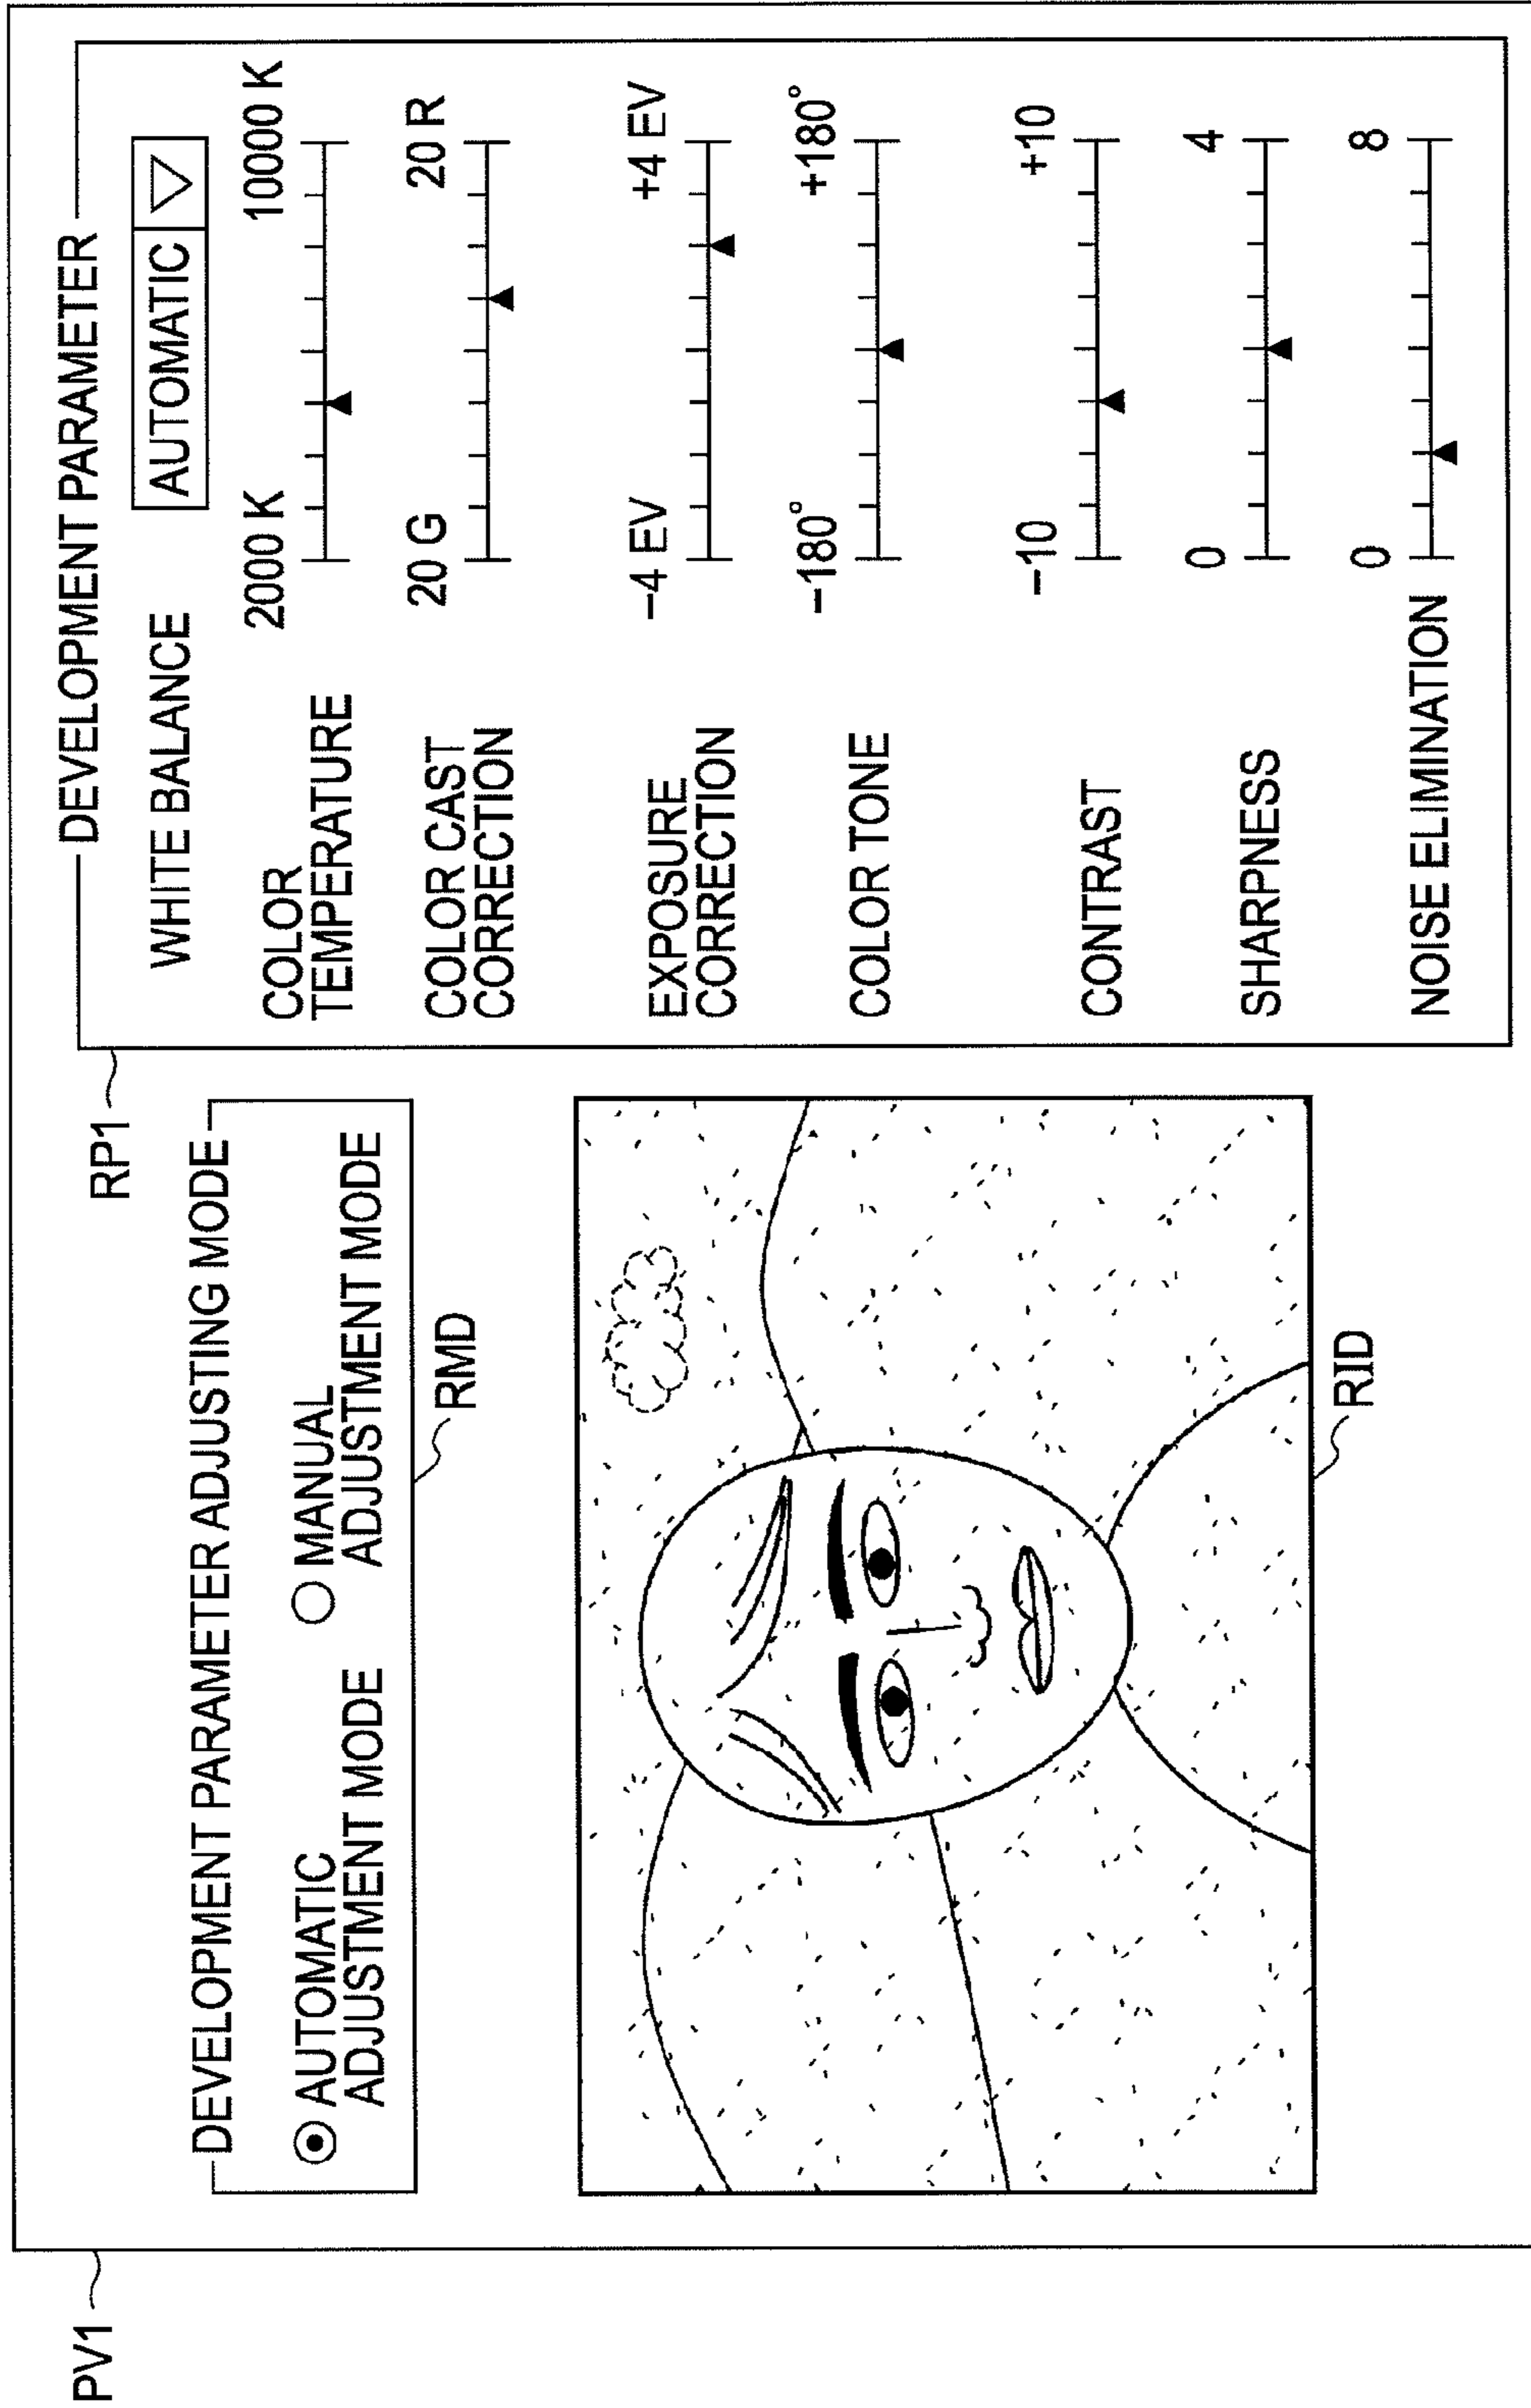 PV1
DEVELOPMENT PARAMETER ADJUSTING MODE
AUTOMATIC
ADJUSTMENT MODE
MANUAL
ADJUSTMENT MODE
RMD
RID
RP1
DEVELOPMENT PARAMETER
WHITE BALANCE AUTOMATIC
COLOR
TEMPERATURE
2000 K 10000 K
COLOR CAST
CORRECTION
20 G 20 R
EXPOSURE
CORRECTION
−4 EV +4 EV
COLOR TONE
−180° +180°
CONTRAST
−10 +10
SHARPNESS
0 4
NOISE ELIMINATION
0 8